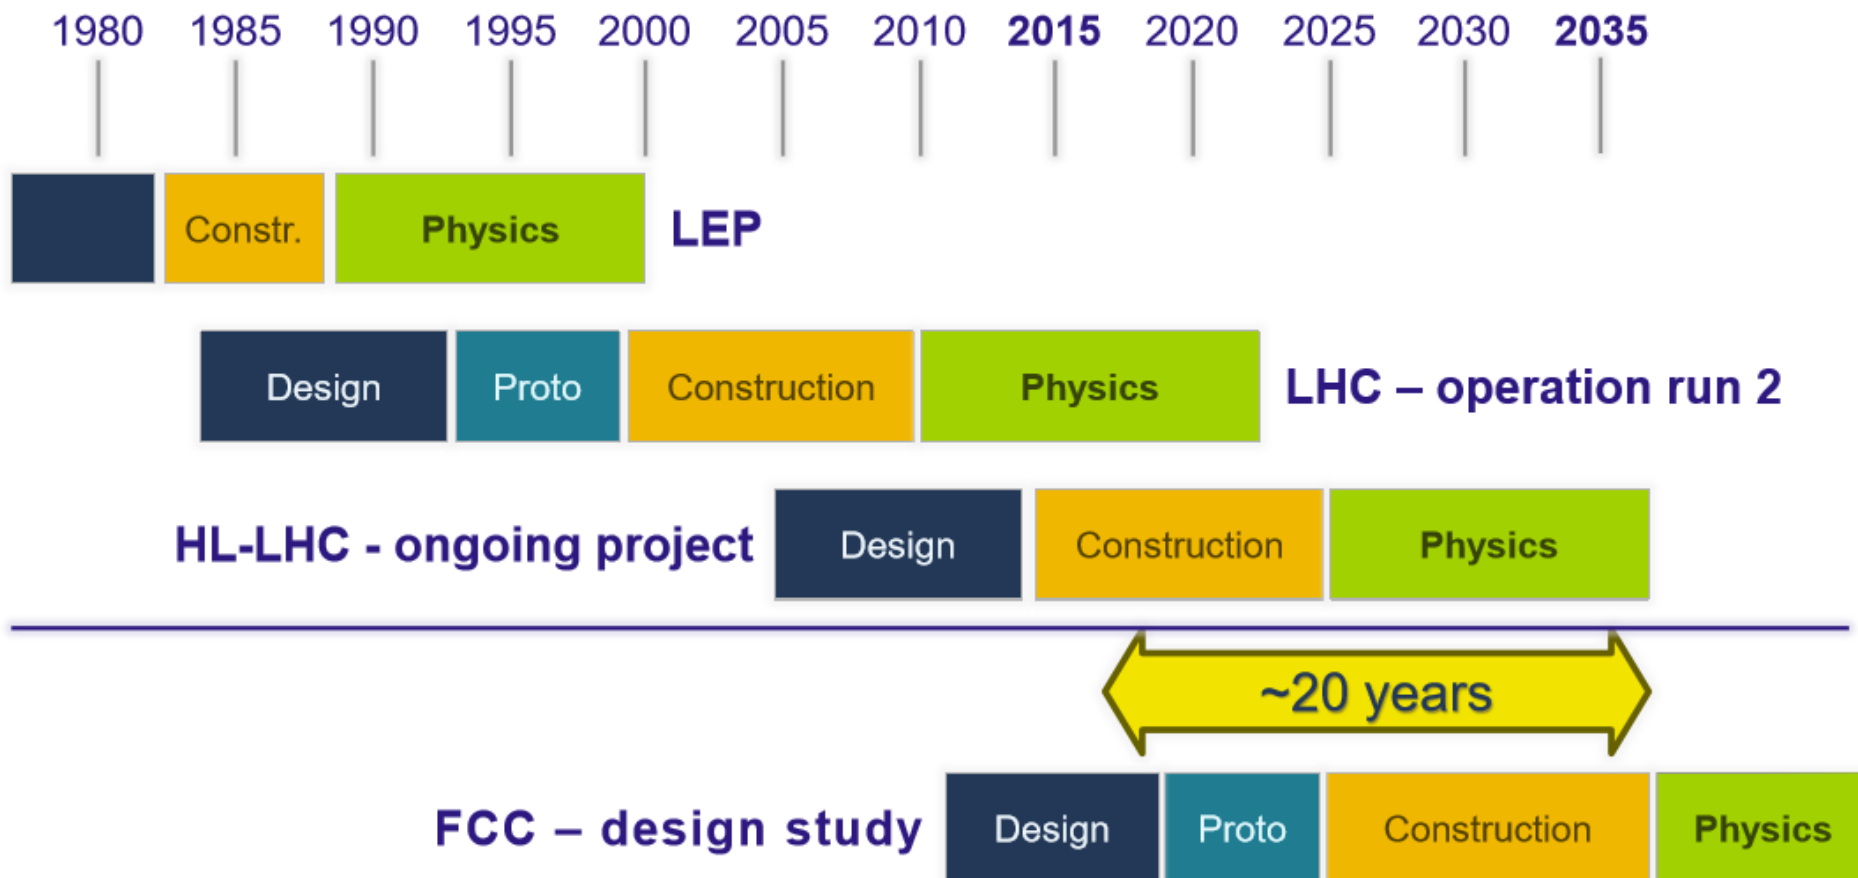 1980 1985 1990 1995 2000 2005 2010 2015 2020 2025 2030 2035
Constr. Physics LEP
Design Proto Construction Physics LHC – operation run 2
HL-LHC - ongoing project Design Construction Physics
~20 years
FCC – design study Design Proto Construction Physics